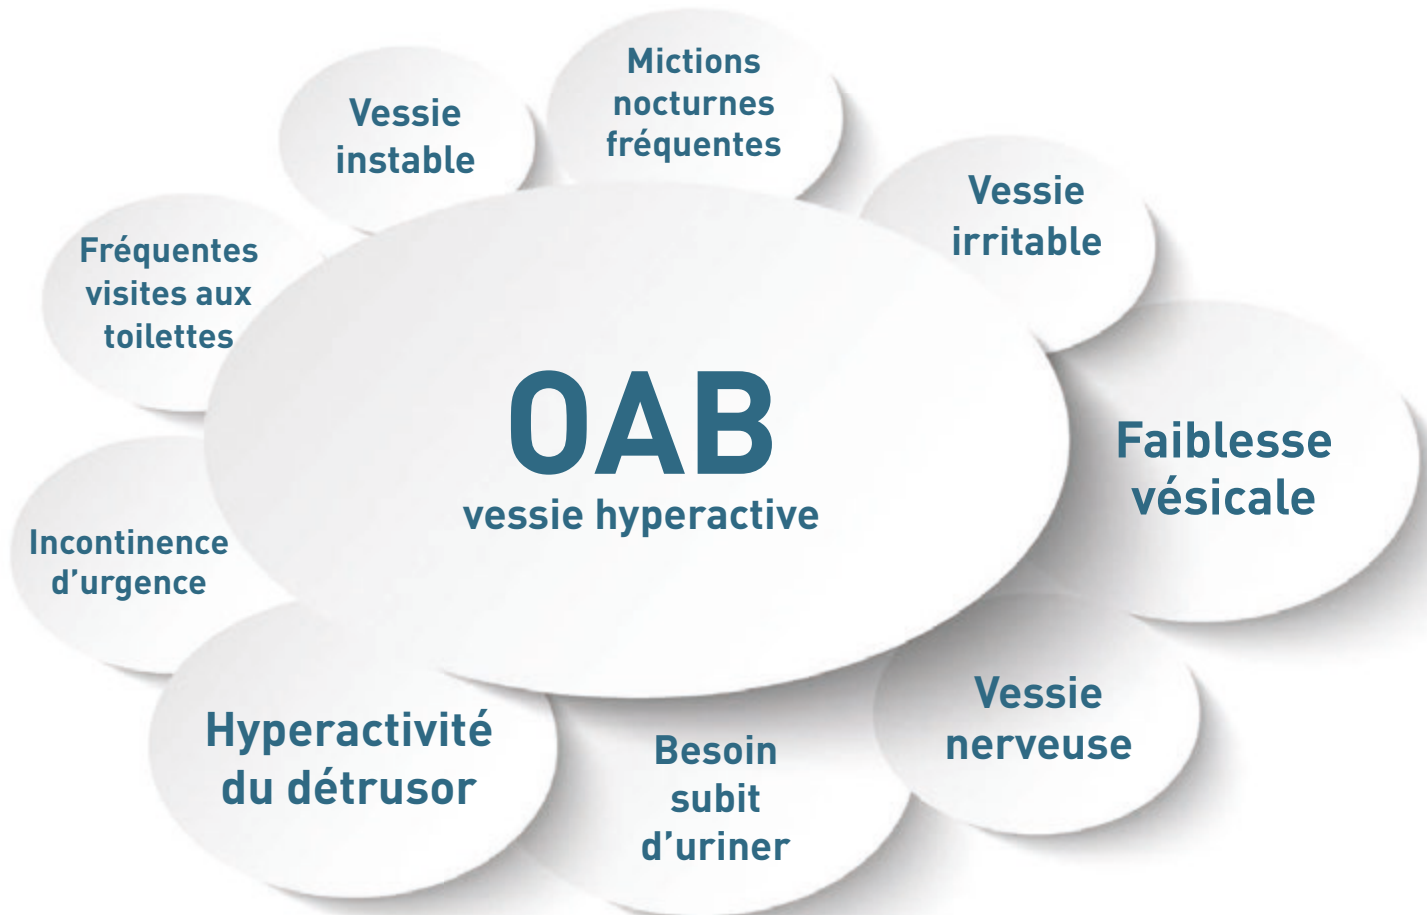 Mictions
nocturnes
fréquentes
Vessie
instable
Vessie
irritable
Fréquentes
visites aux
toilettes
OAB
vessie hyperactive
Faiblesse
vésicale
Incontinence
d’urgence
Vessie
nerveuse
Hyperactivité
du détrusor
Besoin
subit
d’uriner